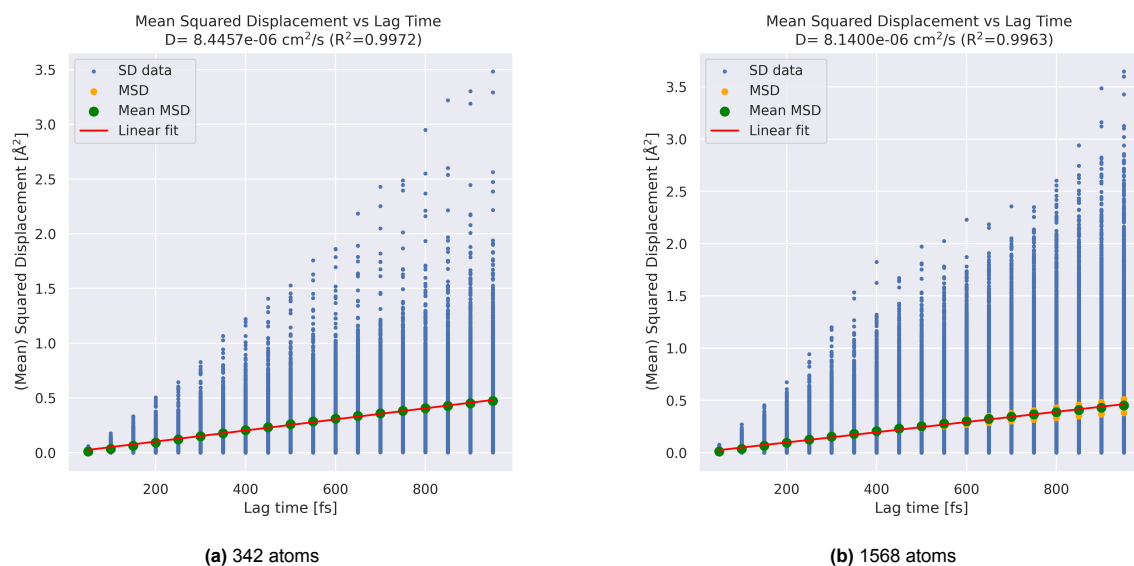 Mean Squared Displacement vs Lag Time
D= 8.4457e-06 cm²/s (R²=0.9972)
3.5
3.0
2.5
2.0
1.5
1.0
0.5
0.0
(Mean) Squared Displacement [Å²]
SD data
MSD
Mean MSD
Linear fit
200
400
600
800
Lag time [fs]
(a) 342 atoms
Mean Squared Displacement vs Lag Time
D= 8.1400e-06 cm²/s (R²=0.9963)
3.5
3.0
2.5
2.0
1.5
1.0
0.5
0.0
(Mean) Squared Displacement [Å²]
SD data
MSD
Mean MSD
Linear fit
200
400
600
800
Lag time [fs]
(b) 1568 atoms